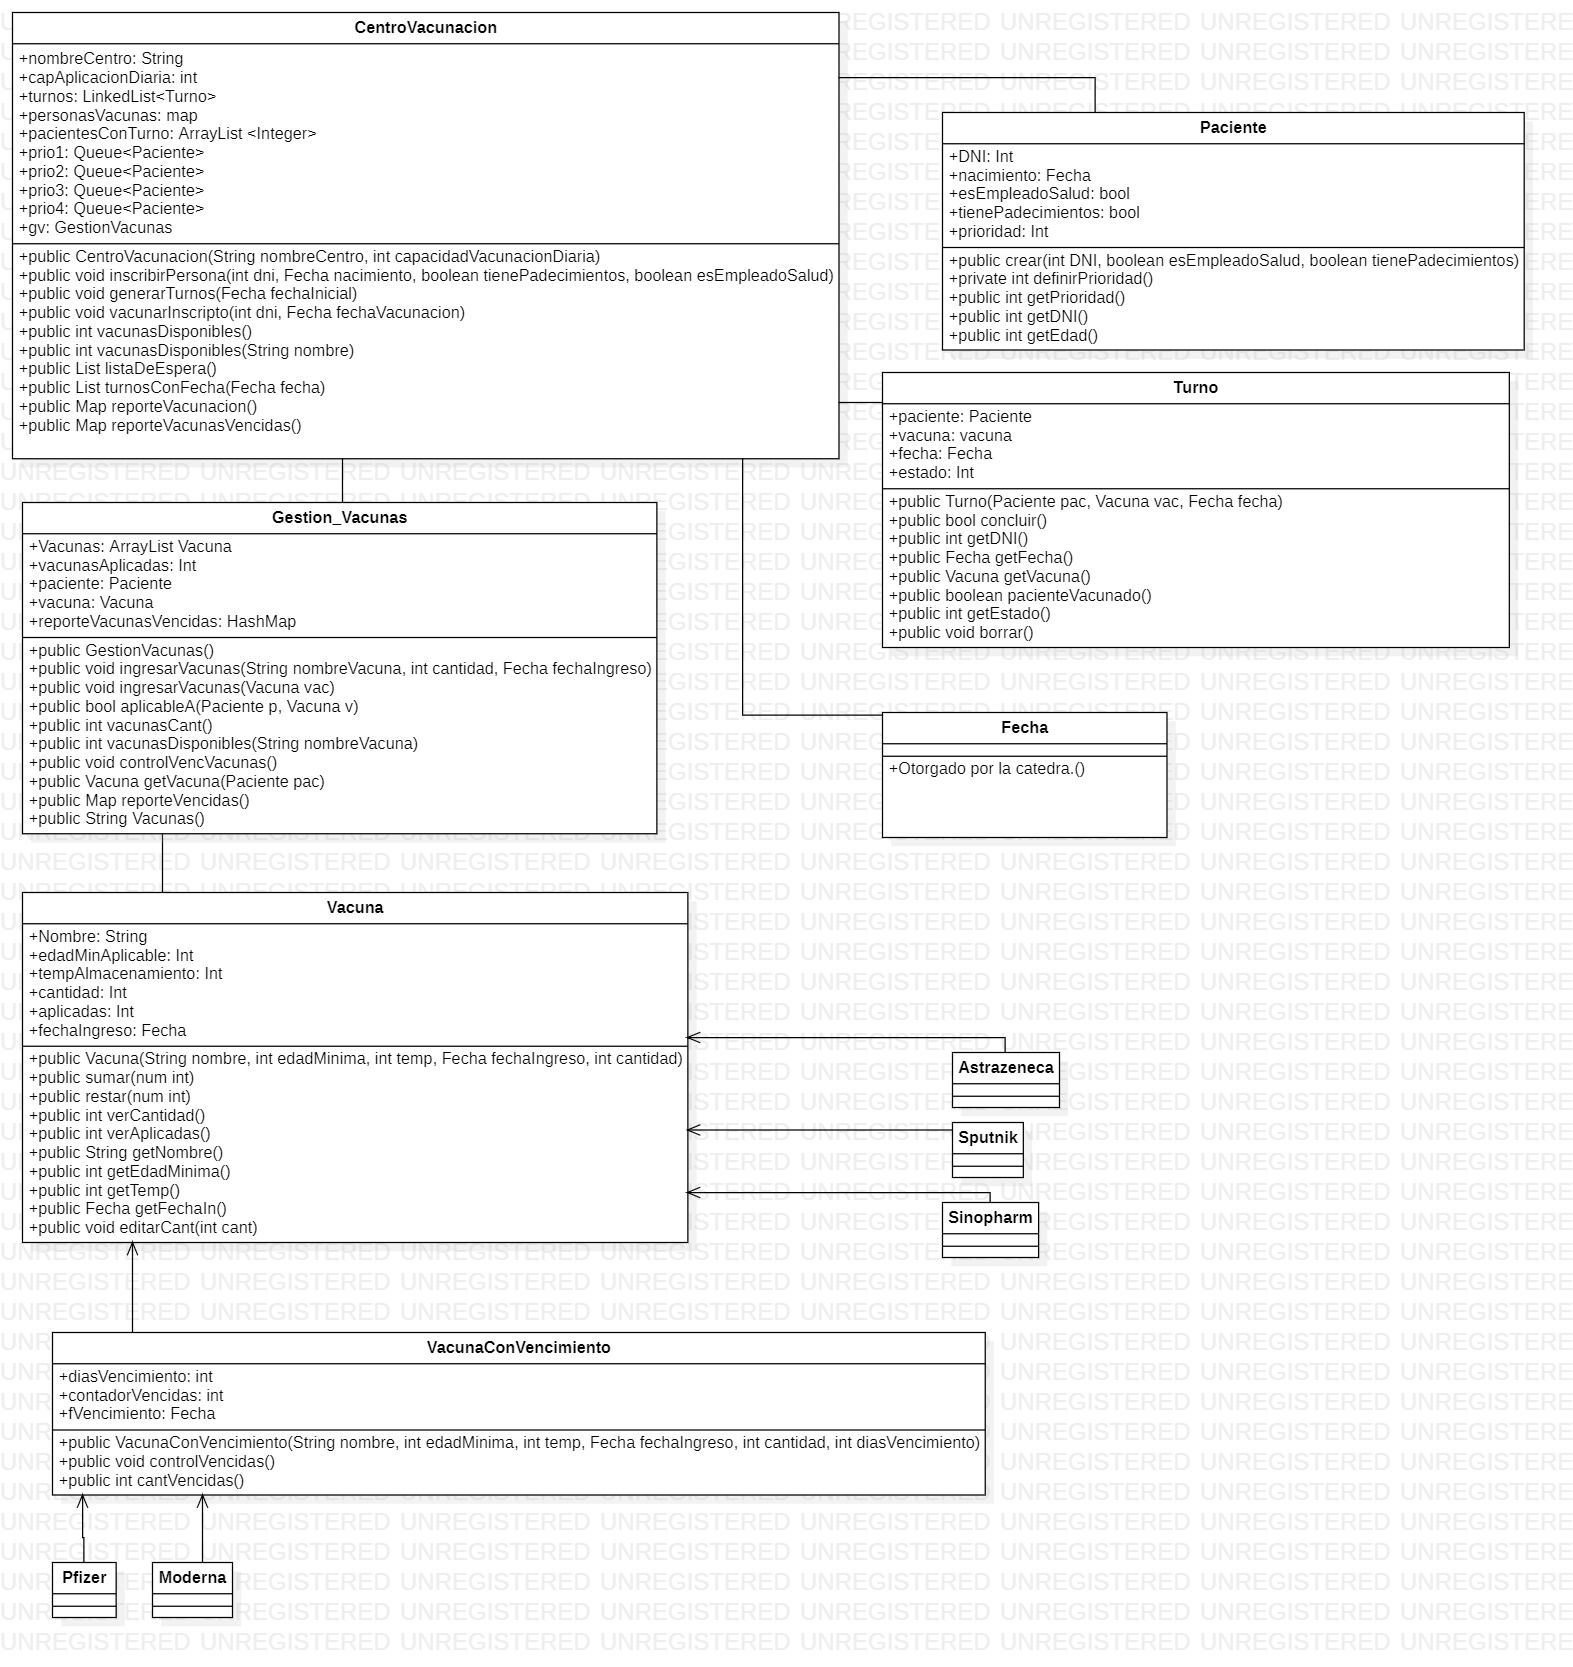 CentroVacunacion
+nombreCentro: String
+capAplicacionDiaria: int
+turnos: LinkedList<Turno>
+personasVacunas: map
+pacientesConTurno: ArrayList <Integer>
+prio1: Queue<Paciente>
+prio2: Queue<Paciente>
+prio3: Queue<Paciente>
+prio4: Queue<Paciente>
+gv: GestionVacunas
+public CentroVacunacion(String nombreCentro, int capacidadVacunacionDiaria)
+public void inscribirPersona(int dni, Fecha nacimiento, boolean tienePadecimientos, boolean esEmpleadoSalud)
+public void generarTurnos(Fecha fechaInicial)
+public void vacunarInscripto(int dni, Fecha fechaVacunacion)
+public int vacunasDisponibles()
+public int vacunasDisponibles(String nombre)
+public List listaDeEspera()
+public List turnosConFecha(Fecha fecha)
+public Map reporteVacunacion()
+public Map reporteVacunasVencidas()
Paciente
+DNI: Int
+nacimiento: Fecha
+esEmpleadoSalud: bool
+tienePadecimientos: bool
+prioridad: Int
+public crear(int DNI, boolean esEmpleadoSalud, boolean tienePadecimientos)
+private int definirPrioridad()
+public int getPrioridad()
+public int getDNI()
+public int getEdad()
Turno
+paciente: Paciente
+vacuna: vacuna
+fecha: Fecha
+estado: Int
+public Turno(Paciente pac, Vacuna vac, Fecha fecha)
+public bool concluir()
+public int getDNI()
+public Fecha getFecha()
+public Vacuna getVacuna()
+public boolean pacienteVacunado()
+public int getEstado()
+public void borrar()
Gestion_Vacunas
+Vacunas: ArrayList Vacuna
+vacunasAplicadas: Int
+paciente: Paciente
+vacuna: Vacuna
+reporteVacunasVencidas: HashMap
+public GestionVacunas()
+public void ingresarVacunas(String nombreVacuna, int cantidad, Fecha fechaIngreso)
+public void ingresarVacunas(Vacuna vac)
+public bool aplicableA(Paciente p, Vacuna v)
+public int vacunasCant()
+public int vacunasDisponibles(String nombreVacuna)
+public void controlVencVacunas()
+public Vacuna getVacuna(Paciente pac)
+public Map reporteVencidas()
+public String Vacunas()
Fecha
+Otorgado por la catedra.()
Vacuna
+Nombre: String
+edadMinAplicable: Int
+tempAlmacenamiento: Int
+cantidad: Int
+aplicadas: Int
+fechaIngreso: Fecha
+public Vacuna(String nombre, int edadMinima, int temp, Fecha fechaIngreso, int cantidad)
+public sumar(num int)
+public restar(num int)
+public int verCantidad()
+public int verAplicadas()
+public String getNombre()
+public int getEdadMinima()
+public int getTemp()
+public Fecha getFechaIn()
+public void editarCant(int cant)
Astrazeneca
Sputnik
Sinopharm
VacunaConVencimiento
+diasVencimiento: int
+contadorVencidas: int
+fVencimiento: Fecha
+public VacunaConVencimiento(String nombre, int edadMinima, int temp, Fecha fechaIngreso, int cantidad, int diasVencimiento)
+public void controlVencidas()
+public int cantVencidas()
Pfizer
Moderna
UNREGISTERED